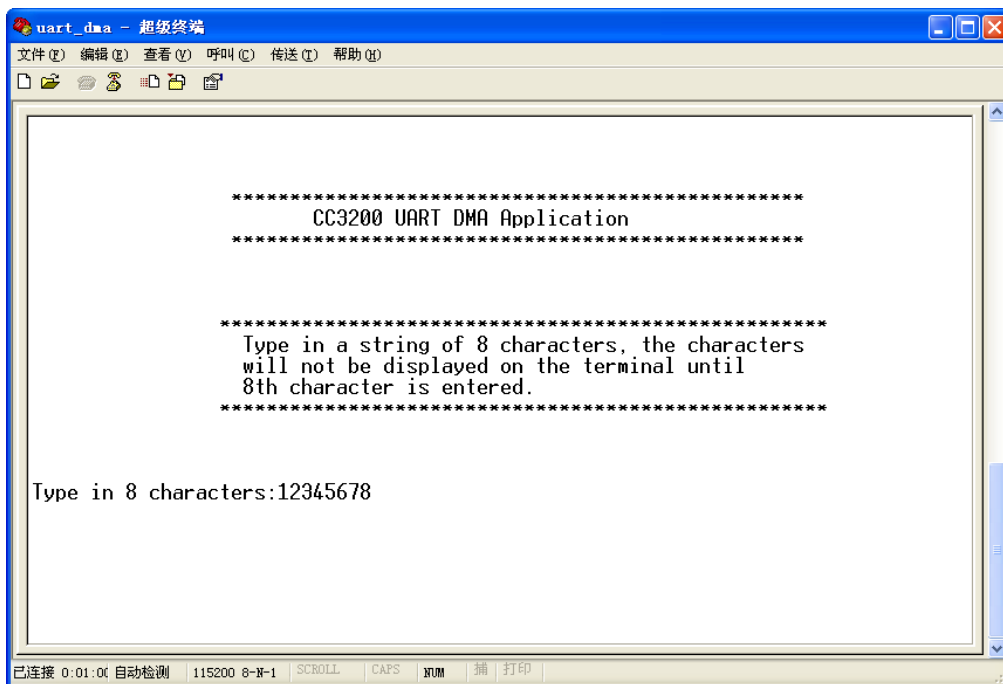 uart_dma - 超级终端
文件(F) 编辑(E) 查看(V) 呼叫(C) 传送(T) 帮助(H)
*************************************************
CC3200 UART DMA Application
*************************************************
****************************************************
Type in a string of 8 characters, the characters
will not be displayed on the terminal until
8th character is entered.
****************************************************
Type in 8 characters:12345678
已连接 0:01:00 自动检测 115200 8-N-1 SCROLL CAPS NUM 捕 打印